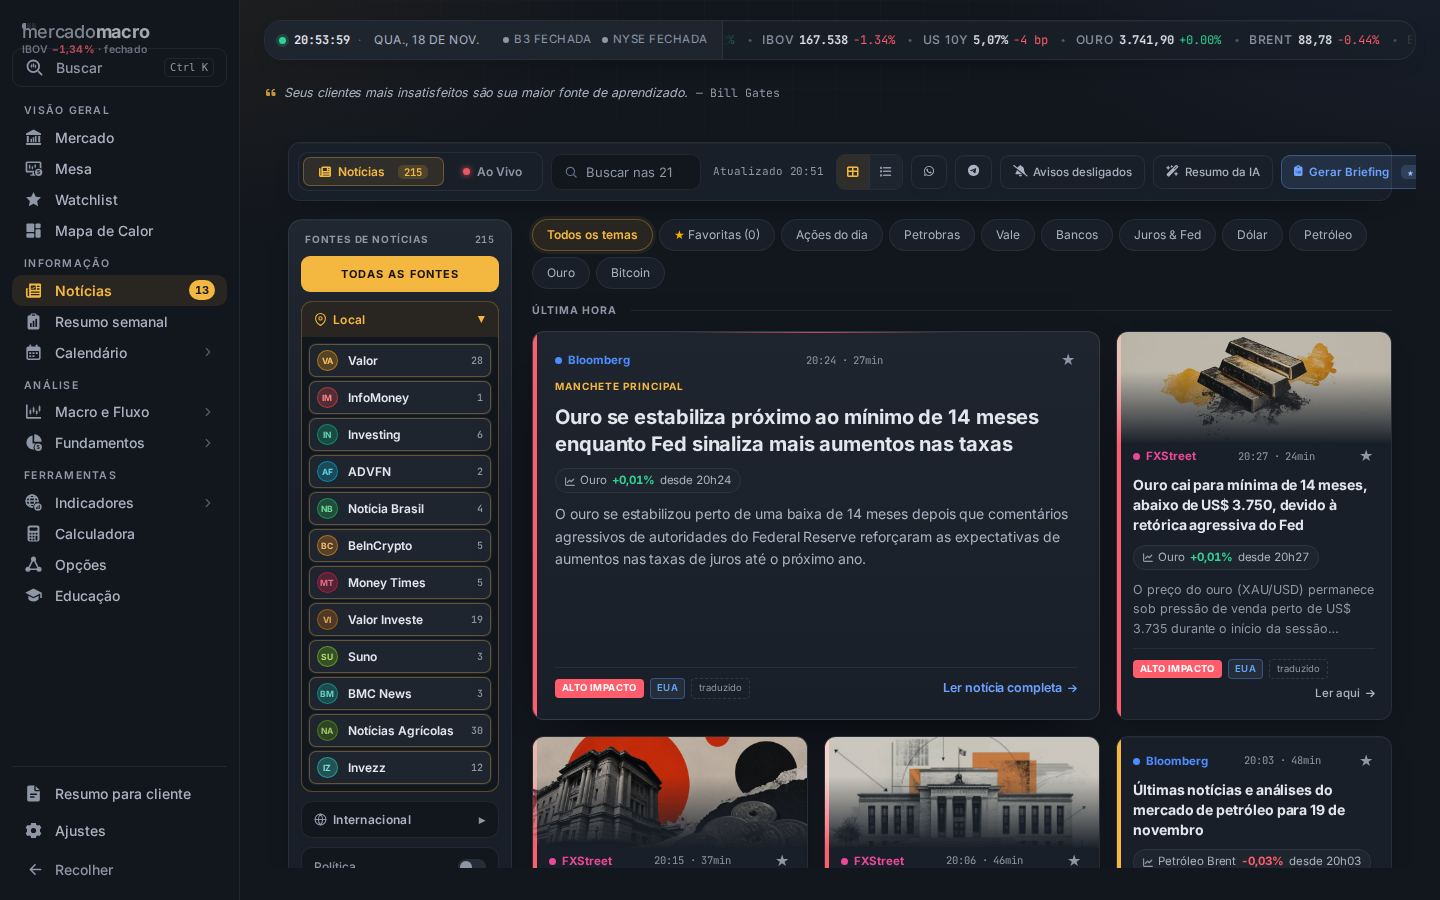 mercadomacro
IBOV −1,34% · fechado
Buscar Ctrl K
VISÃO GERAL
Mercado
Mesa
Watchlist
Mapa de Calor
INFORMAÇÃO
Notícias 13
Resumo semanal
Calendário
ANÁLISE
Macro e Fluxo
Fundamentos
FERRAMENTAS
Indicadores
Calculadora
Opções
Educação
Resumo para cliente
Ajustes
Recolher
20:53:59 · QUA., 18 DE NOV. B3 FECHADA NYSE FECHADA % • IBOV 167.538 -1.34% • US 10Y 5,07% -4 bp • OURO 3.741,90 +0.00% • BRENT 88,78 -0.44% •
“ Seus clientes mais insatisfeitos são sua maior fonte de aprendizado. — Bill Gates
Notícias 215 Ao Vivo Buscar nas 21 Atualizado 20:51 Avisos desligados Resumo da IA Gerar Briefing ★
FONTES DE NOTÍCIAS 215
TODAS AS FONTES
Local ▼
VA Valor 28
IM InfoMoney 1
IN Investing 6
AF ADVFN 2
NB Notícia Brasil 4
BC BeInCrypto 5
MT Money Times 5
VI Valor Investe 19
SU Suno 3
BM BMC News 3
NA Notícias Agrícolas 30
IZ Invezz 12
Internacional ▶
Política
Todos os temas ★ Favoritas (0) Ações do dia Petrobras Vale Bancos Juros & Fed Dólar Petróleo
Ouro Bitcoin
ÚLTIMA HORA
Bloomberg 20:24 · 27min ★
MANCHETE PRINCIPAL
Ouro se estabiliza próximo ao mínimo de 14 meses
enquanto Fed sinaliza mais aumentos nas taxas
Ouro +0,01% desde 20h24
O ouro se estabilizou perto de uma baixa de 14 meses depois que comentários
agressivos de autoridades do Federal Reserve reforçaram as expectativas de
aumentos nas taxas de juros até o próximo ano.
ALTO IMPACTO EUA traduzido Ler notícia completa →
FXStreet 20:27 · 24min ★
Ouro cai para mínima de 14 meses,
abaixo de US$ 3.750, devido à
retórica agressiva do Fed
Ouro +0,01% desde 20h27
O preço do ouro (XAU/USD) permanece
sob pressão de venda perto de US$
3.735 durante o início da sessão...
ALTO IMPACTO EUA traduzido
Ler aqui →
FXStreet 20:15 · 37min ★
FXStreet 20:06 · 46min ★
Bloomberg 20:03 · 48min ★
Últimas notícias e análises do
mercado de petróleo para 19 de
novembro
Petróleo Brent -0,03% desde 20h03